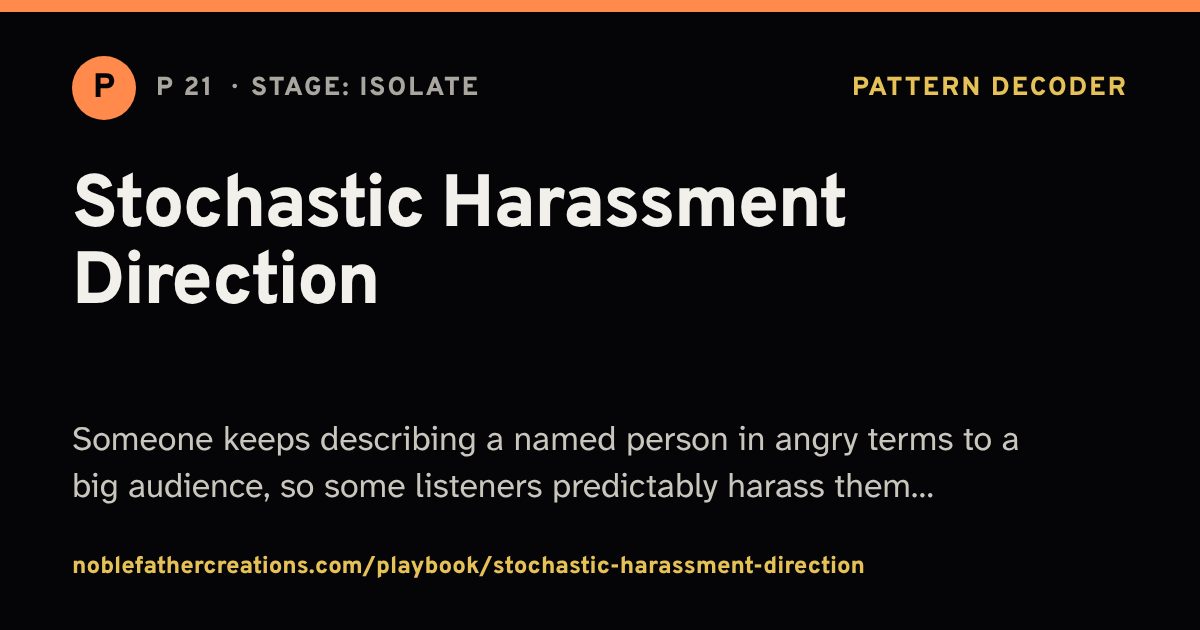 P
P 21 · STAGE: ISOLATE
PATTERN DECODER
Stochastic Harassment
Direction
Someone keeps describing a named person in angry terms to a
big audience, so some listeners predictably harass them...
noblefathercreations.com/playbook/stochastic-harassment-direction